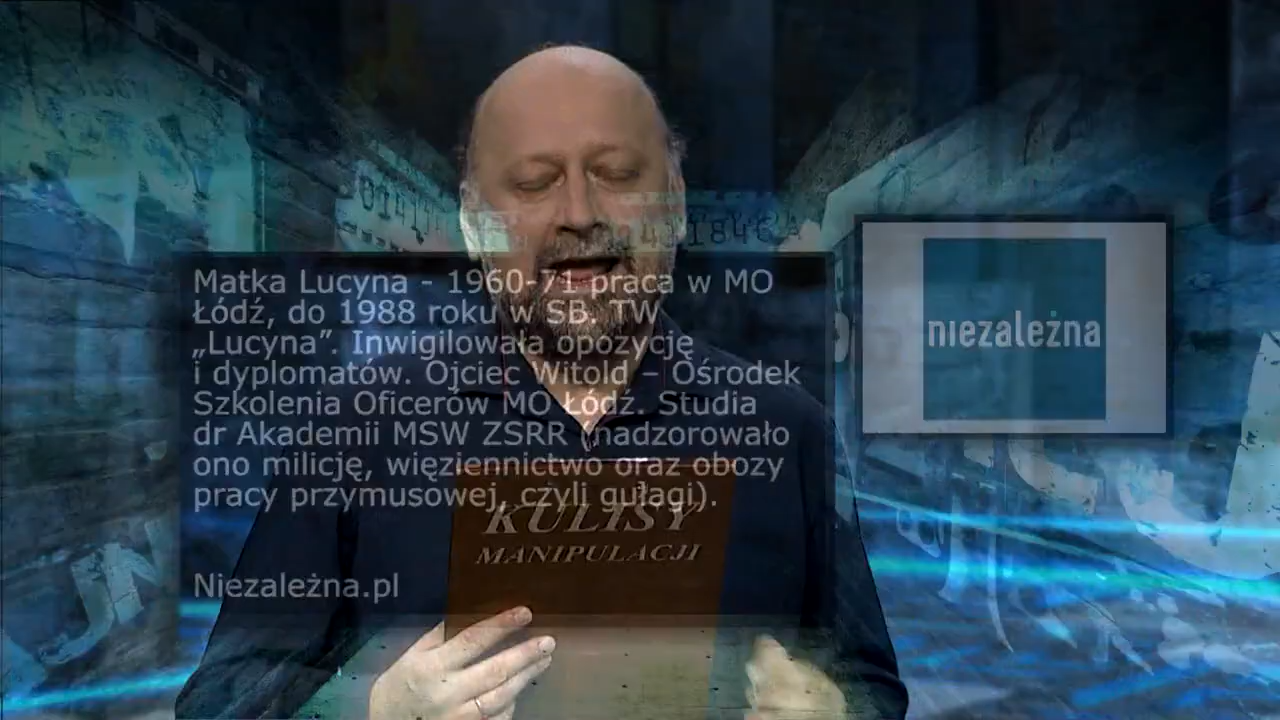 Matka Lucyna - 1960-71 praca w MO
Łódź, do 1988 roku w SB. TW
„Lucyna”. Inwigilowała opozycję
i dyplomatów. Ojciec Witold – Ośrodek
Szkolenia Oficerów MO Łódź. Studia
dr Akademii MSW ZSRR (nadzorowało
ono milicję, więziennictwo oraz obozy
pracy przymusowej, czyli gułagi).
Niezależna.pl
niezależna
KULISY
MANIPULACJI